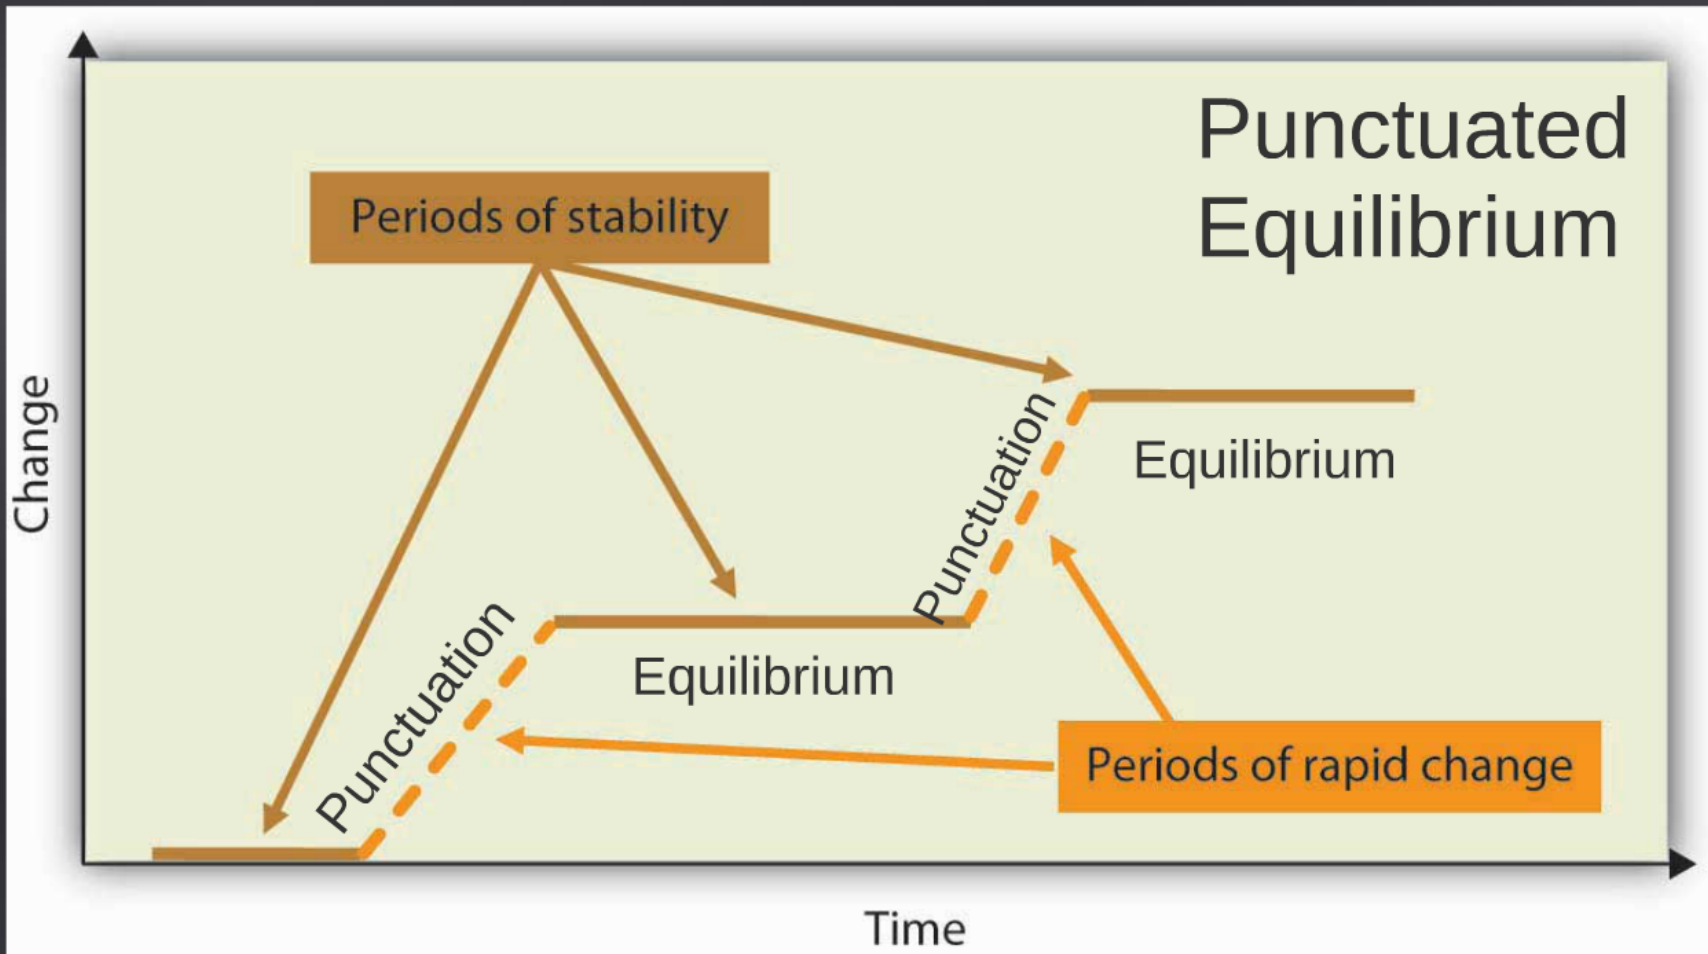 Punctuated
Equilibrium
Periods of stability
Change
Punctuation
Equilibrium
Punctuation
Equilibrium
Periods of rapid change
Time